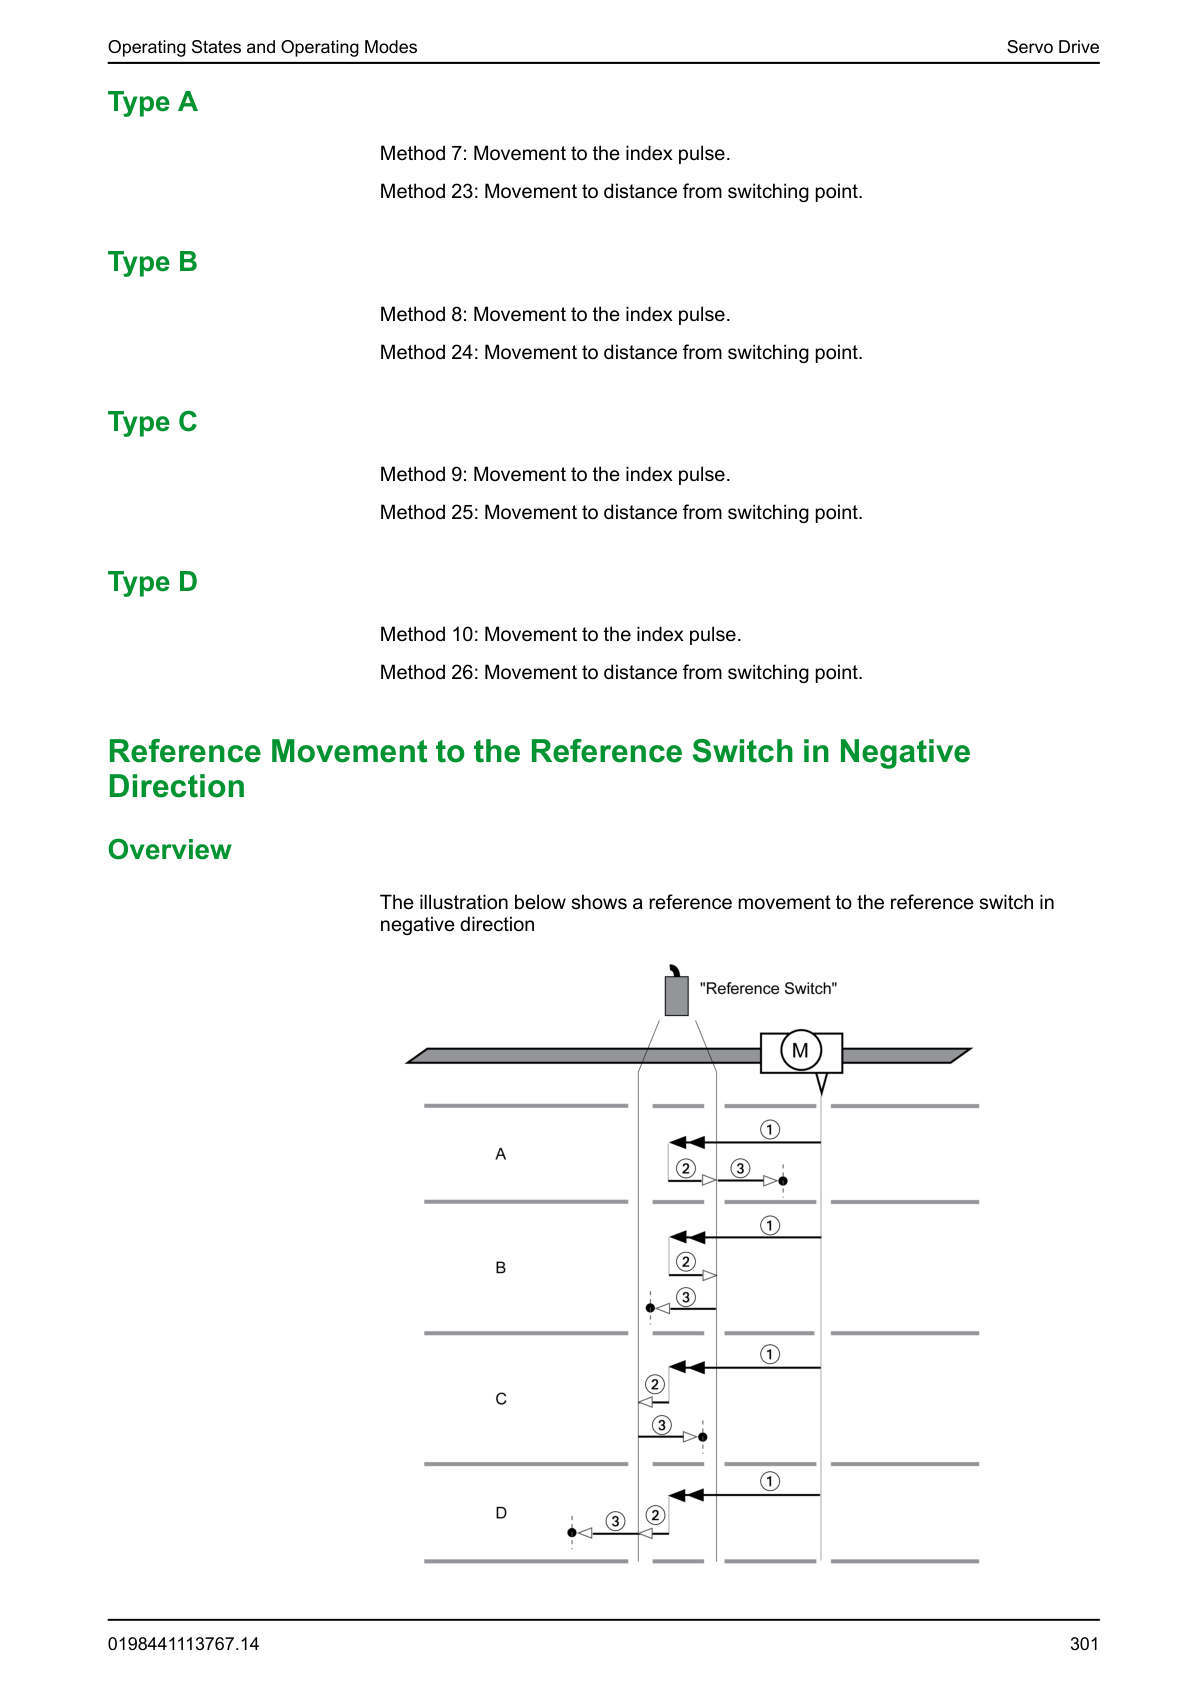 Operating States and Operating Modes
Servo Drive
Type A
Method 7: Movement to the index pulse.
Method 23: Movement to distance from switching point.
Type B
Method 8: Movement to the index pulse.
Method 24: Movement to distance from switching point.
Type C
Method 9: Movement to the index pulse.
Method 25: Movement to distance from switching point.
Type D
Method 10: Movement to the index pulse.
Method 26: Movement to distance from switching point.
Reference Movement to the Reference Switch in Negative
Direction
Overview
The illustration below shows a reference movement to the reference switch in
negative direction
"Reference Switch"
M
1
A
2 3
1
B
2
3
1
C
2
3
1
D
3 2
0198441113767.14
301